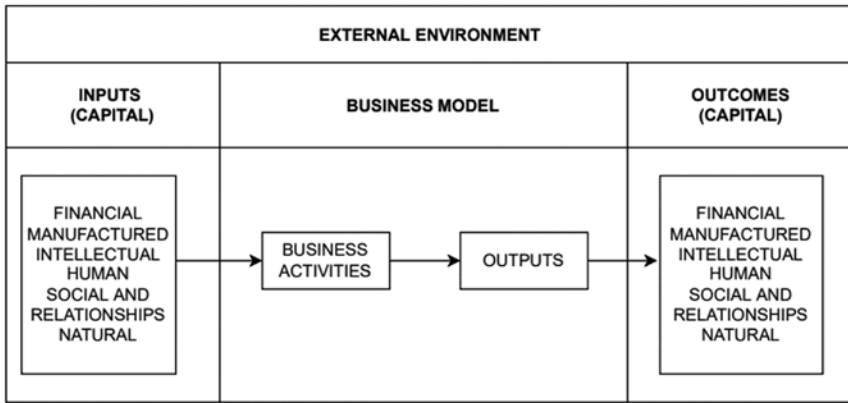 EXTERNAL ENVIRONMENT
INPUTS
(CAPITAL)
BUSINESS MODEL
OUTCOMES
(CAPITAL)
FINANCIAL
MANUFACTURED
INTELLECTUAL
HUMAN
SOCIAL AND
RELATIONSHIPS
NATURAL
BUSINESS
ACTIVITIES
OUTPUTS
FINANCIAL
MANUFACTURED
INTELLECTUAL
HUMAN
SOCIAL AND
RELATIONSHIPS
NATURAL